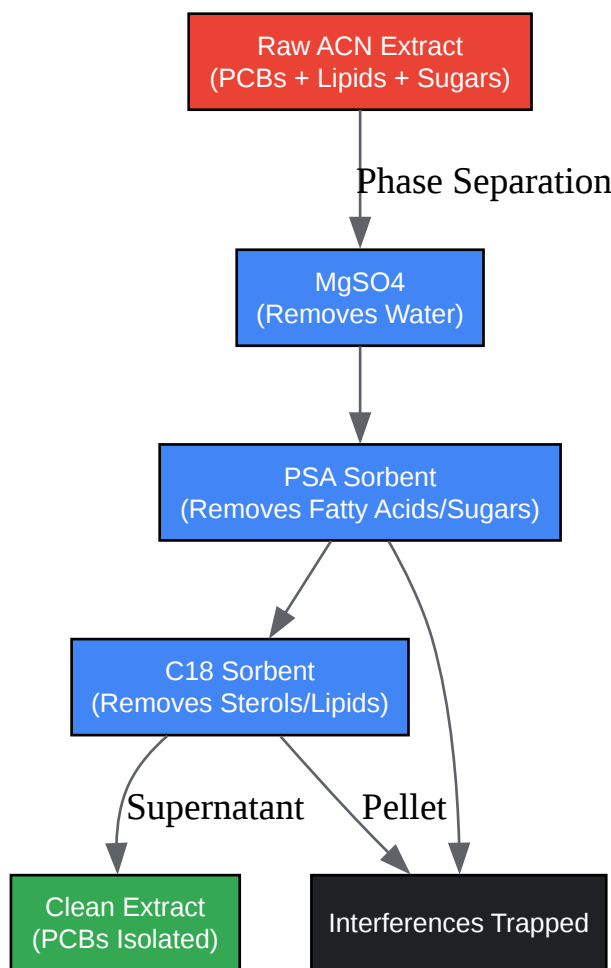 Raw ACN Extract
(PCBs + Lipids + Sugars)
Phase Separation
MgSO4
(Removes Water)
PSA Sorbent
(Removes Fatty Acids/Sugars)
C18 Sorbent
(Removes Sterols/Lipids)
Supernatant
Pellet
Clean Extract
(PCBs Isolated)
Interferences Trapped